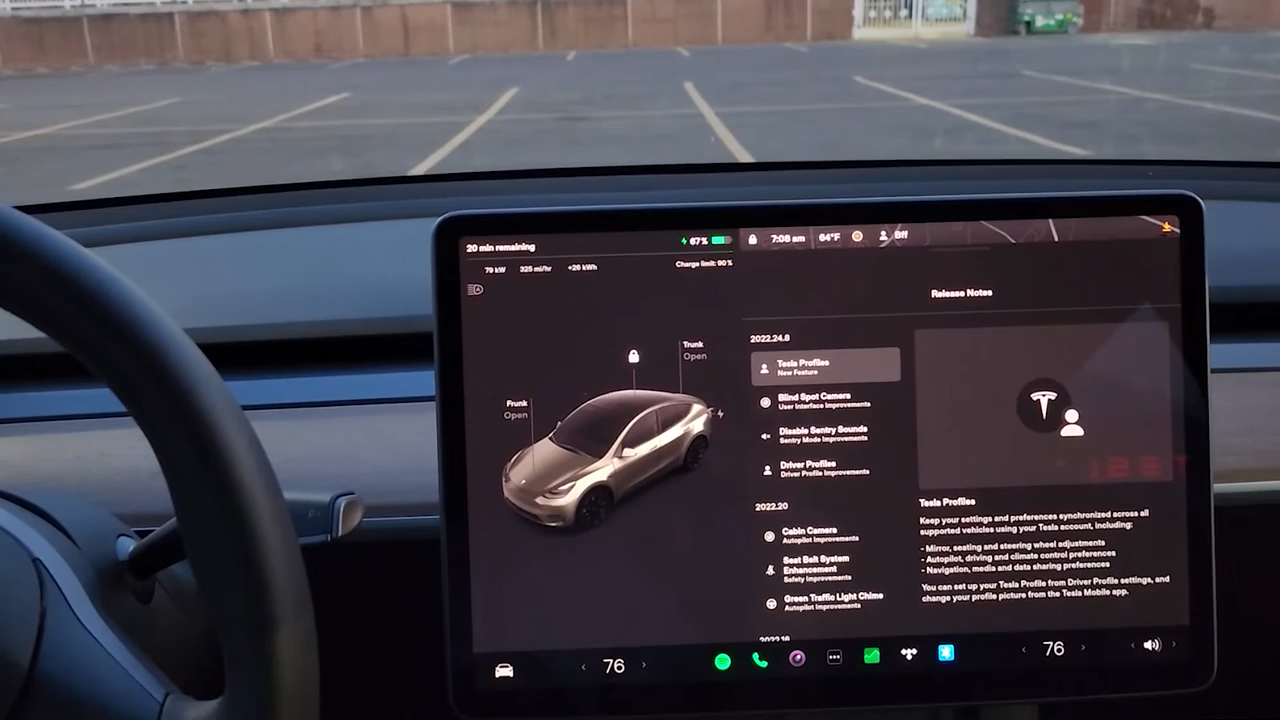 20 min remaining
67%
79 kW 325 mi/hr +26 kWh
Charge limit: 90%
7:08 am 64°F Bff
Release Notes
Trunk
Open
Frunk
Open
2022.24.8
Tesla Profiles
New Feature
Blind Spot Camera
User Interface Improvements
Disable Sentry Sounds
Sentry Mode Improvements
Driver Profiles
Driver Profile Improvements
2022.20
Cabin Camera
Autopilot Improvements
Seat Belt System
Enhancement
Safety Improvements
Green Traffic Light Chime
Autopilot Improvements
Tesla Profiles
Keep your settings and preferences synchronized across all
supported vehicles using your Tesla account, including:
- Mirror, seating and steering wheel adjustments
- Autopilot, driving and climate control preferences
- Navigation, media and data sharing preferences
You can set up your Tesla Profile from Driver Profile settings, and
change your profile picture from the Tesla Mobile app.
76
76